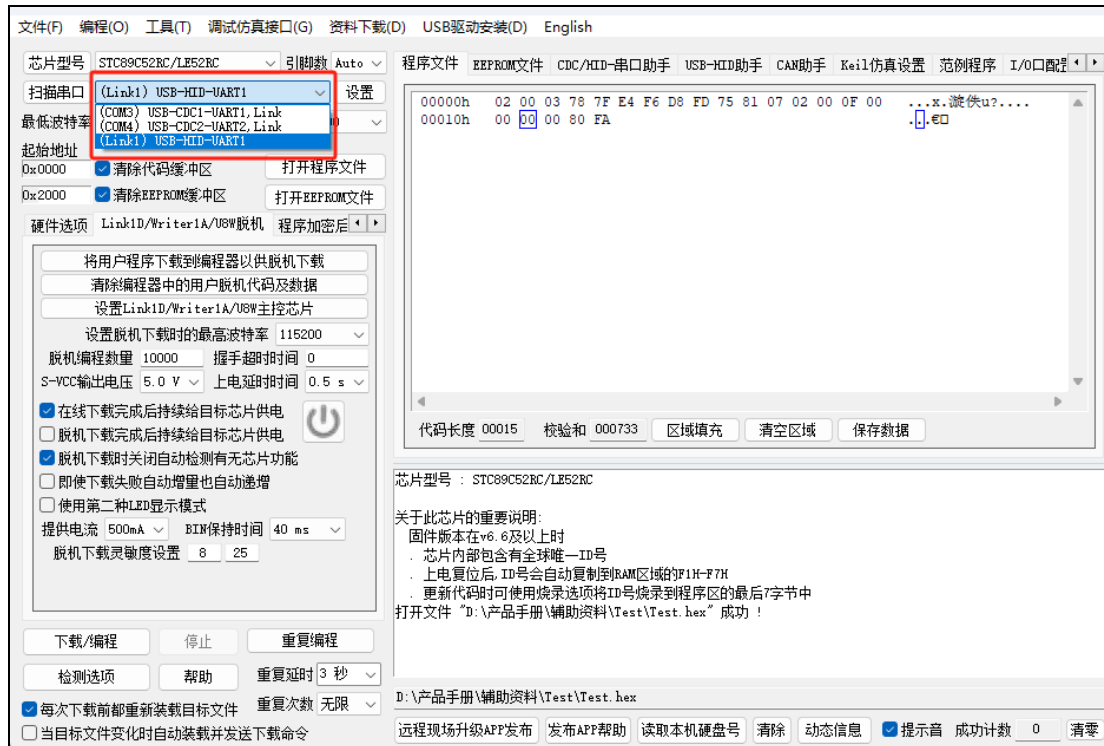 文件(F) 编程(O) 工具(T) 调试仿真接口(G) 资料下载(D) USB驱动安装(D) English
芯片型号 STC89C52RC/LE52RC 引脚数 Auto
扫描串口 (Link1) USB-HID-UART1 设置
(COM3) USB-CDC1-UART1,Link
最低波特率
(COM4) USB-CDC2-UART2,Link
(Link1) USB-HID-UART1
起始地址
0x0000 清除代码缓冲区 打开程序文件
0x2000 清除EEPROM缓冲区 打开EEPROM文件
硬件选项 Link1D/Writer1A/U8W脱机 程序加密后
将用户程序下载到编程器以供脱机下载
清除编程器中的用户脱机代码及数据
设置Link1D/Writer1A/U8W主控芯片
设置脱机下载时的最高波特率 115200
脱机编程数量 10000 握手超时时间 0
S-VCC输出电压 5.0 V 上电延时时间 0.5 s
在线下载完成后持续给目标芯片供电
脱机下载完成后持续给目标芯片供电
脱机下载时关闭自动检测有无芯片功能
即使下载失败自动增量也自动递增
使用第二种LED显示模式
提供电流 500mA BIN保持时间 40 ms
脱机下载灵敏度设置 8 25
下载/编程 停止 重复编程
检测选项 帮助 重复延时 3 秒
每次下载前都重新装载目标文件 重复次数 无限
当目标文件变化时自动装载并发送下载命令
程序文件 EEPROM文件 CDC/HID-串口助手 USB-HID助手 CAN助手 Keil仿真设置 范例程序 I/O口配
00000h 02 00 03 78 7F E4 F6 D8 FD 75 81 07 02 00 0F 00 ...x.漩佚u?....
00010h 00 00 00 80 FA ...€□
代码长度 00015 校验和 000733 区域填充 清空区域 保存数据
芯片型号 : STC89C52RC/LE52RC
关于此芯片的重要说明:
固件版本在v6.6及以上时
. 芯片内部包含有全球唯一ID号
. 上电复位后,ID号会自动复制到RAM区域的F1H-F7H
. 更新代码时可使用烧录选项将ID号烧录到程序区的最后7字节中
打开文件 "D:\产品手册\辅助资料\Test\Test.hex" 成功 !
D:\产品手册\辅助资料\Test\Test.hex
远程现场升级APP发布 发布APP帮助 读取本机硬盘号 清除 动态信息 提示音 成功计数 0 清零